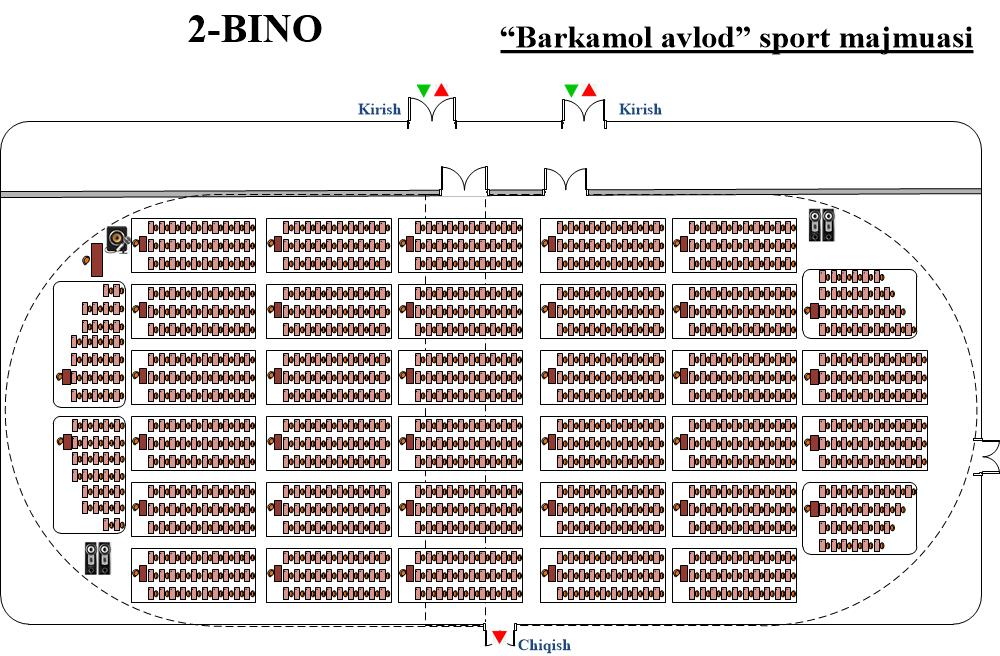 2-BINO
“Barkamol avlod” sport majmuasi
Kirish
Kirish
Chiqish